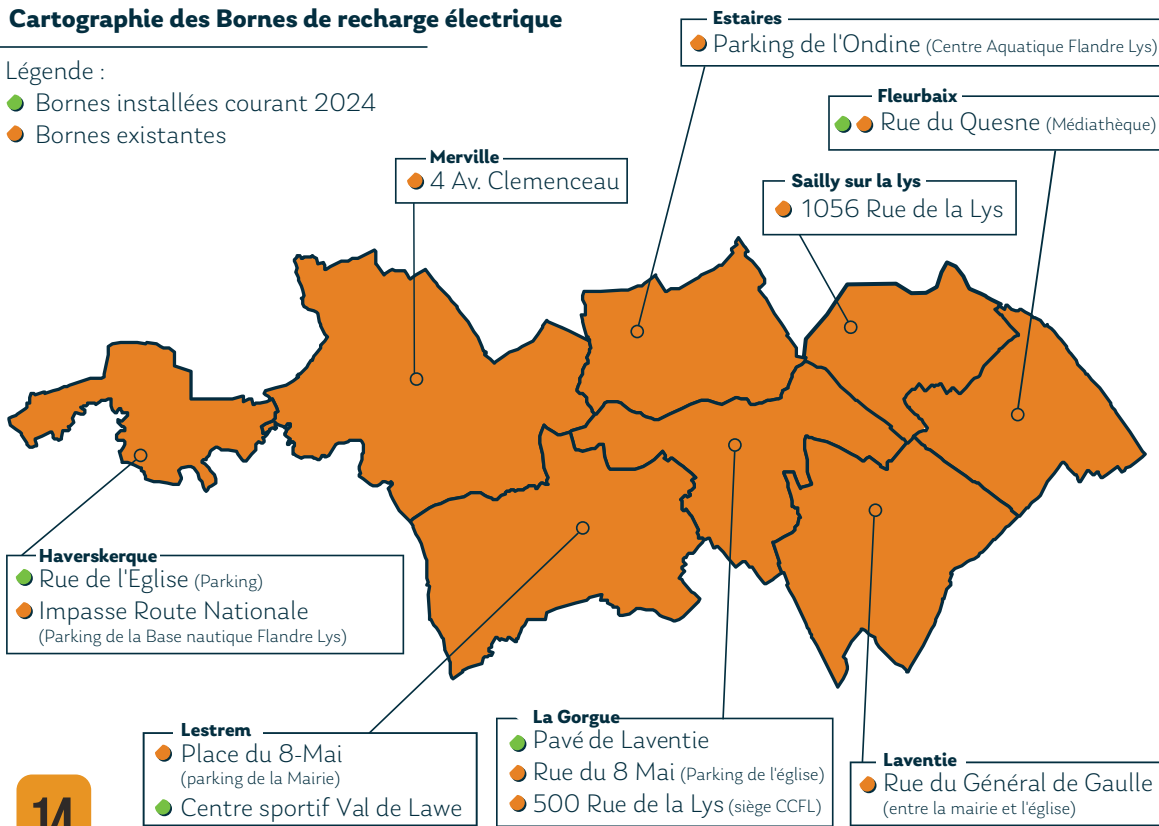 Cartographie des Bornes de recharge électrique
Légende :
Bornes installées courant 2024
Bornes existantes
Estaires
Parking de l'Ondine (Centre Aquatique Flandre Lys)
Fleurbaix
Rue du Quesne (Médiathèque)
Merville
4 Av. Clemenceau
Sailly sur la lys
1056 Rue de la Lys
Haverskerque
Rue de l'Eglise (Parking)
Impasse Route Nationale
(Parking de la Base nautique Flandre Lys)
Lestrem
Place du 8-Mai
(parking de la Mairie)
Centre sportif Val de Lawe
La Gorgue
Pavé de Laventie
Rue du 8 Mai (Parking de l'église)
500 Rue de la Lys (siège CCFL)
Laventie
Rue du Général de Gaulle
(entre la mairie et l'église)
14